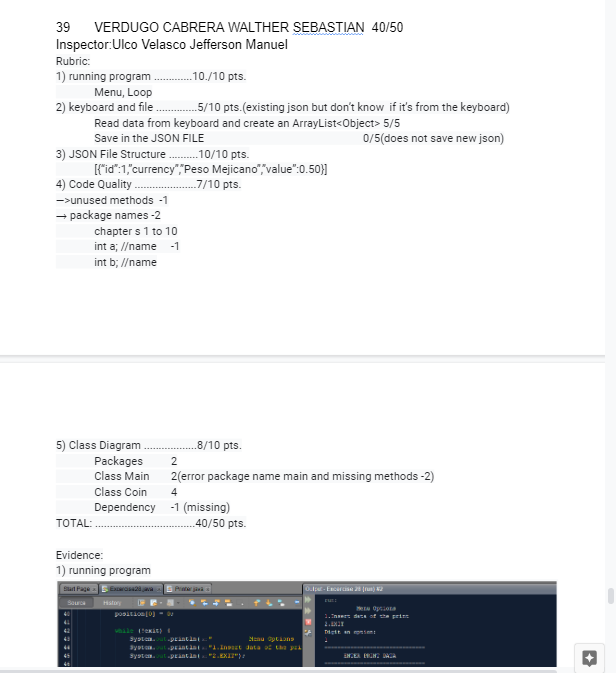 39 VERDUGO CABRERA WALTHER SEBASTIAN 40/50
Inspector:Ulco Velasco Jefferson Manuel
Rubric:
1) running program .............10./10 pts.
Menu, Loop
2) keyboard and file ..............5/10 pts.(existing json but don't know if it's from the keyboard)
Read data from keyboard and create an ArrayList<Object> 5/5
Save in the JSON FILE 0/5(does not save new json)
3) JSON File Structure ..........10/10 pts.
[{"id":1,"currency","Peso Mejicano","value":0.50}]
4) Code Quality .....................7/10 pts.
—>unused methods -1
→ package names -2
chapter s 1 to 10
int a; //name -1
int b; //name
5) Class Diagram ..................8/10 pts.
Packages 2
Class Main 2(error package name main and missing methods -2)
Class Coin 4
Dependency -1 (missing)
TOTAL: ..................................40/50 pts.
Evidence:
1) running program
Start Page Exercise26.java Printer.java Output - Exercise 26 (run) #2
Source History
run:
40 position[0] = 0;
Menu Options
41
1.Insert data of the print
42 while (!exit) {
2.EXIT
43 System.out.println(" Menu Options
Digit an option:
44 System.out.println("1.Insert data of the pri
1
45 System.out.println("2.EXIT");
ENTER PRINT DATA
46